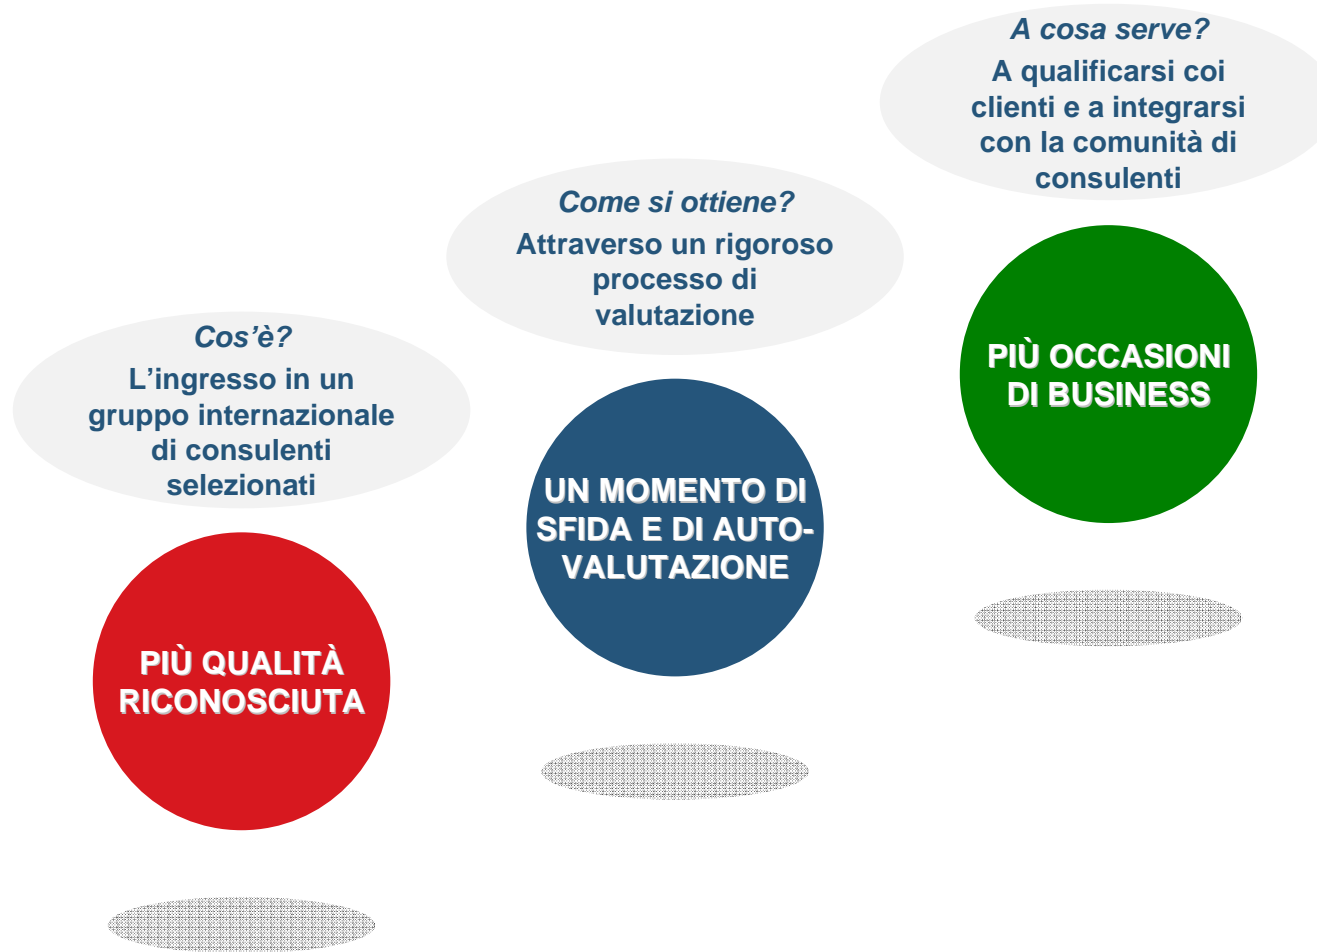 Cos’è?
L’ingresso in un
gruppo internazionale
di consulenti
selezionati
PIÙ QUALITÀ
RICONOSCIUTA
Come si ottiene?
Attraverso un rigoroso
processo di
valutazione
UN MOMENTO DI
SFIDA E DI AUTO-
VALUTAZIONE
A cosa serve?
A qualificarsi coi
clienti e a integrarsi
con la comunità di
consulenti
PIÙ OCCASIONI
DI BUSINESS